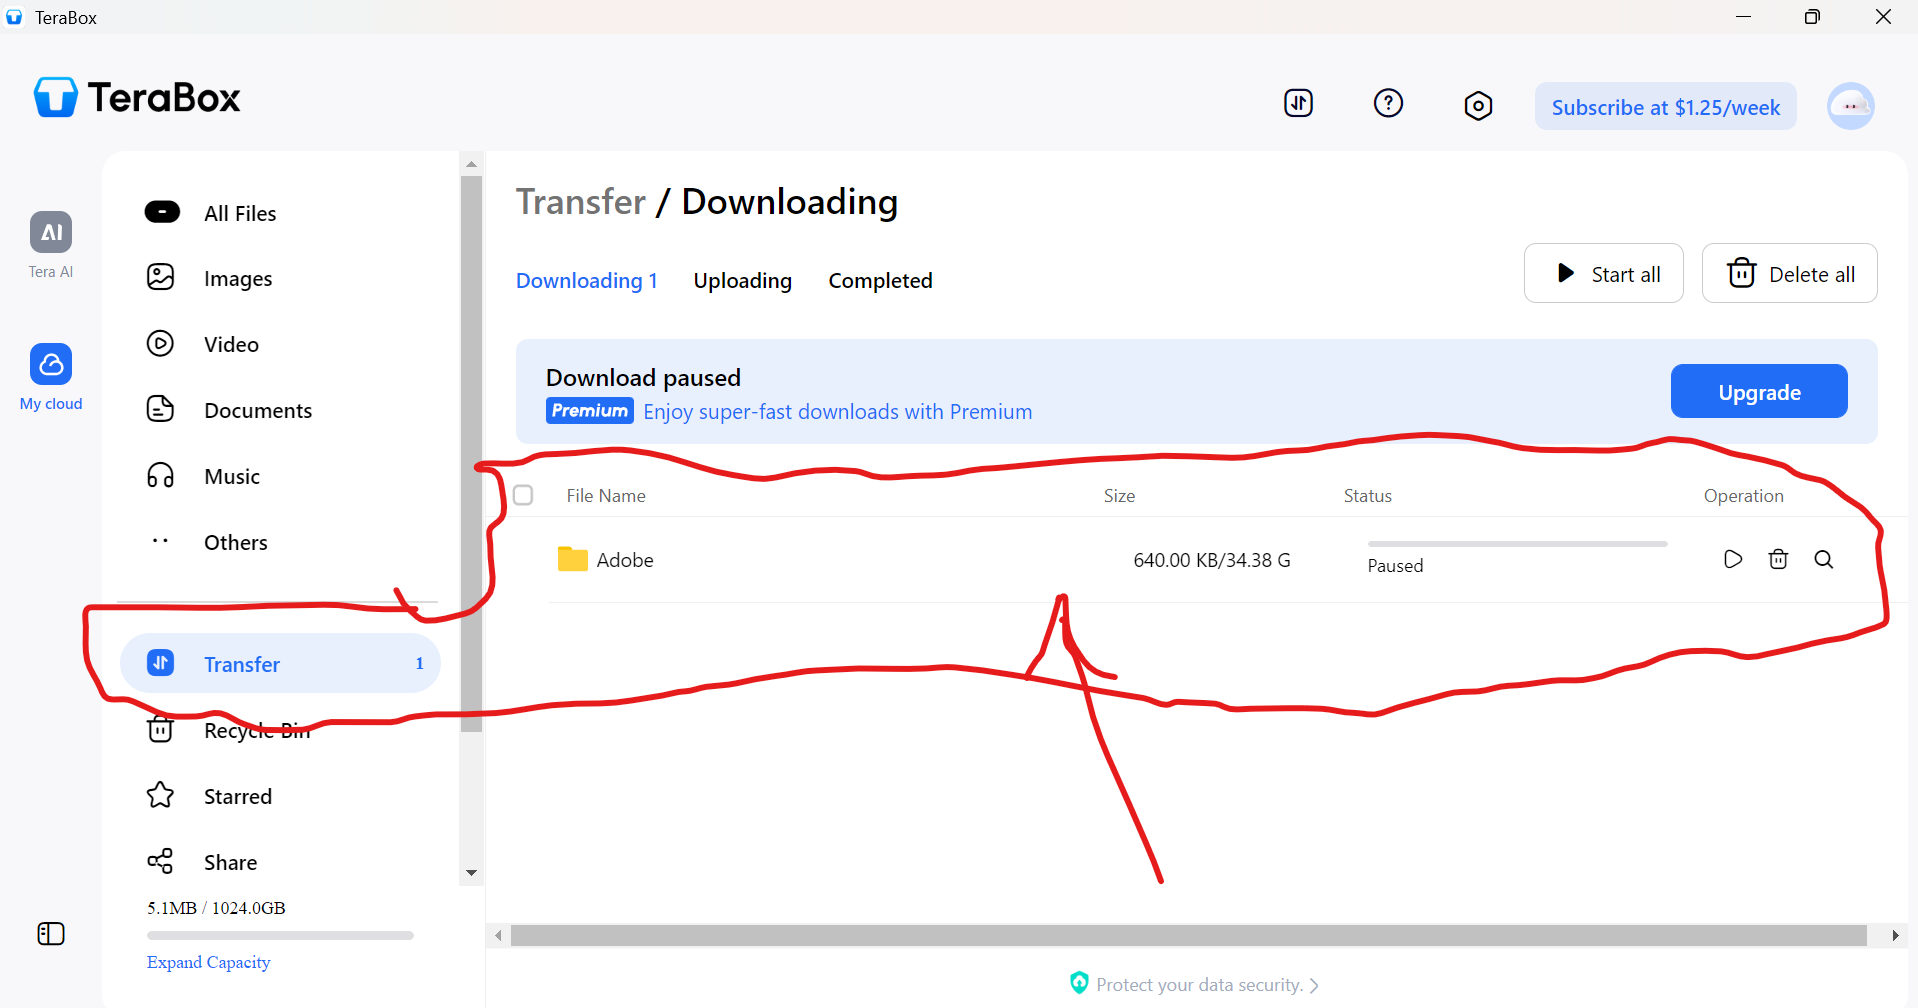 TeraBox
TeraBox
Subscribe at $1.25/week
AI
Tera AI
My cloud
All Files
Images
Video
Documents
Music
Others
Transfer 1
Recycle Bin
Starred
Share
5.1MB / 1024.0GB
Expand Capacity
Transfer / Downloading
Downloading 1 Uploading Completed
Start all Delete all
Download paused
Premium Enjoy super-fast downloads with Premium
Upgrade
File Name Size Status Operation
Adobe 640.00 KB/34.38 G Paused
Protect your data security.